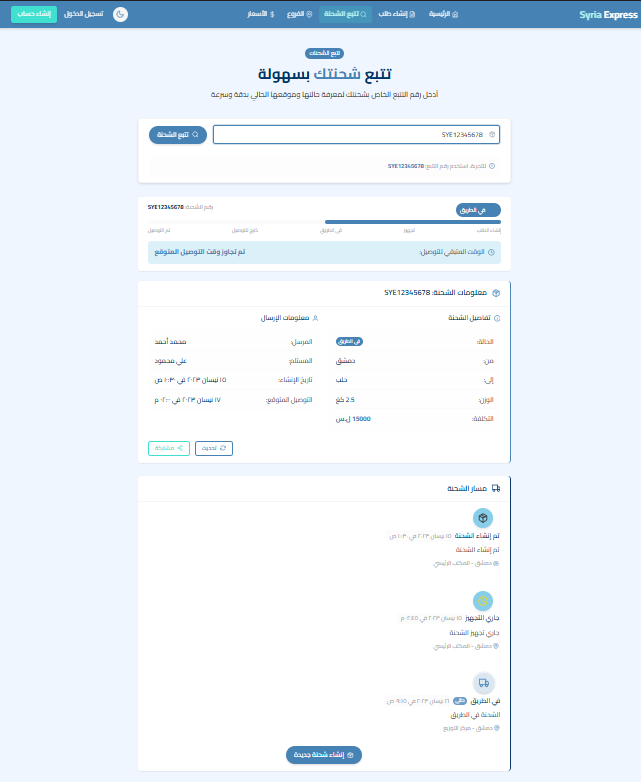 Syria Express
الرئيسية
إنشاء طلب
تتبع الشحنة
الفروع
الأسعار
تسجيل الدخول
إنشاء حساب
تتبع الشحنات
تتبع شحنتك بسهولة
أدخل رقم التتبع الخاص بشحنتك لمعرفة حالتها وموقعها الحالي بدقة وسرعة
SYE12345678
تتبع الشحنة
للتجربة، استخدم رقم التتبع: SYE12345678
في الطريق
رقم الشحنة: SYE12345678
إنشاء الطلب
تجهيز
في الطريق
خارج للتوصيل
تم التوصيل
الوقت المتبقي للتوصيل:
تم تجاوز وقت التوصيل المتوقع
معلومات الشحنة: SYE12345678
تفاصيل الشحنة
الحالة:
في الطريق
من:
دمشق
إلى:
حلب
الوزن:
2.5 كغ
التكلفة:
15000 ل.س
معلومات الإرسال
المرسل:
محمد أحمد
المستلم:
علي محمود
تاريخ الإنشاء:
١٥ نيسان ٢٠٢٣ في ١٠:٣٠ ص
التوصيل المتوقع:
١٧ نيسان ٢٠٢٣ في ٠٢:٠٠ م
تحديث
مشاركة
مسار الشحنة
تم إنشاء الشحنة
١٥ نيسان ٢٠٢٣ في ١٠:٣٠ ص
تم إنشاء الشحنة
دمشق - المكتب الرئيسي
جاري التجهيز
١٥ نيسان ٢٠٢٣ في ٠٢:٤٥ م
جاري تجهيز الشحنة
دمشق - المكتب الرئيسي
في الطريق
حالي
١٦ نيسان ٢٠٢٣ في ٠٩:١٥ ص
الشحنة في الطريق
دمشق - مركز التوزيع
إنشاء شحنة جديدة